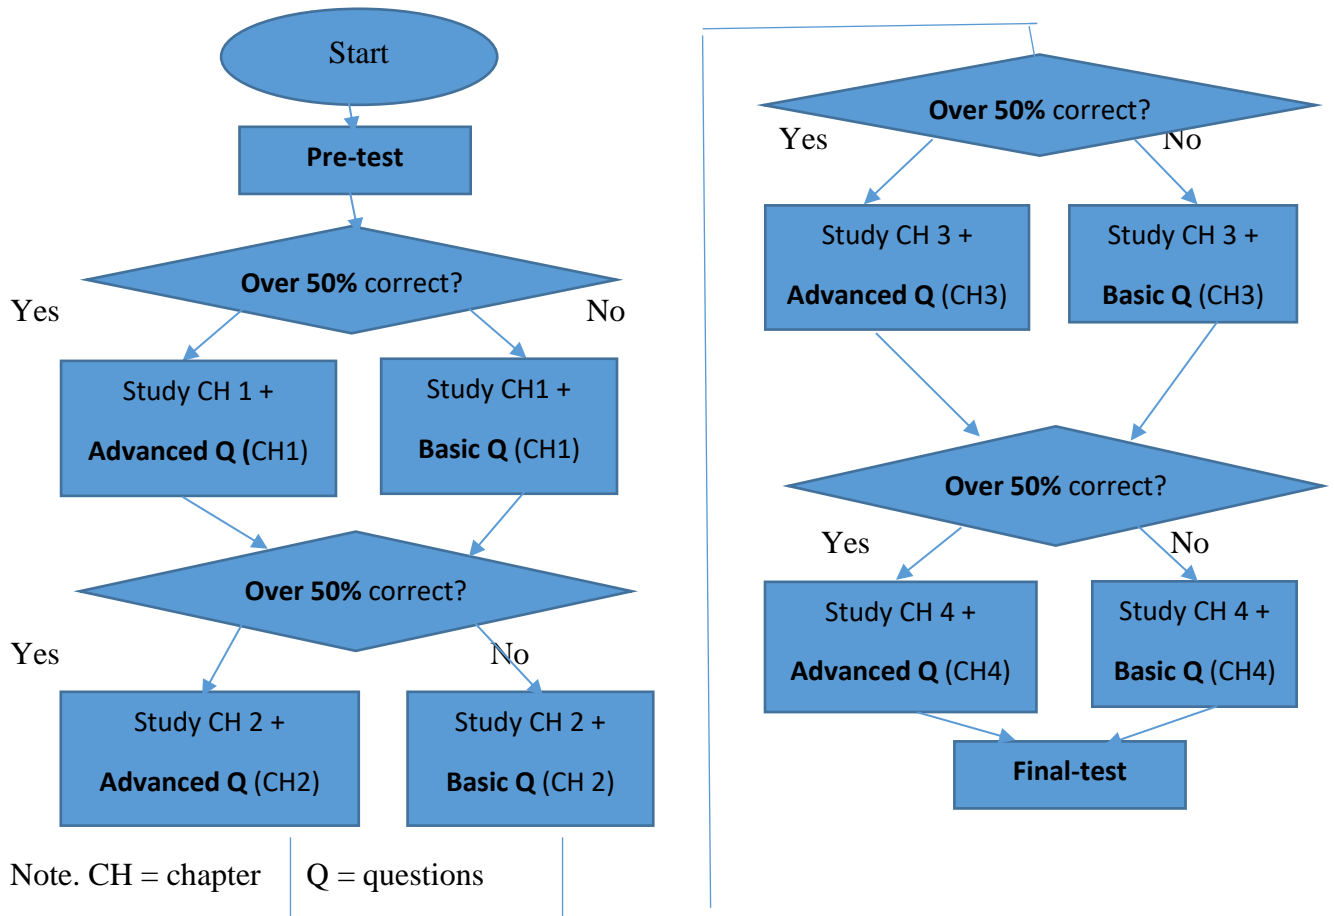 Start
Pre-test
Over 50% correct?
Yes
No
Study CH 1 +
Advanced Q (CH1)
Study CH1 +
Basic Q (CH1)
Over 50% correct?
Yes
No
Study CH 2 +
Advanced Q (CH2)
Study CH 2 +
Basic Q (CH 2)
Note. CH = chapter
Q = questions
Over 50% correct?
Yes
No
Study CH 3 +
Advanced Q (CH3)
Study CH 3 +
Basic Q (CH3)
Over 50% correct?
Yes
No
Study CH 4 +
Advanced Q (CH4)
Study CH 4 +
Basic Q (CH4)
Final-test